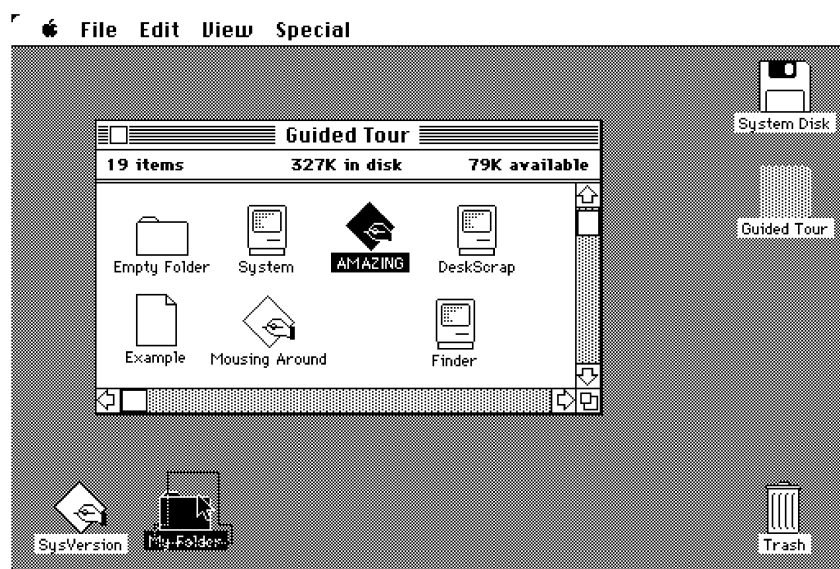 File Edit View Special
System Disk
Guided Tour
19 items 327K in disk 79K available
Guided Tour
Empty Folder System AMAZING DeskScrap
Example Mousing Around Finder
SysVersion My Folder Trash